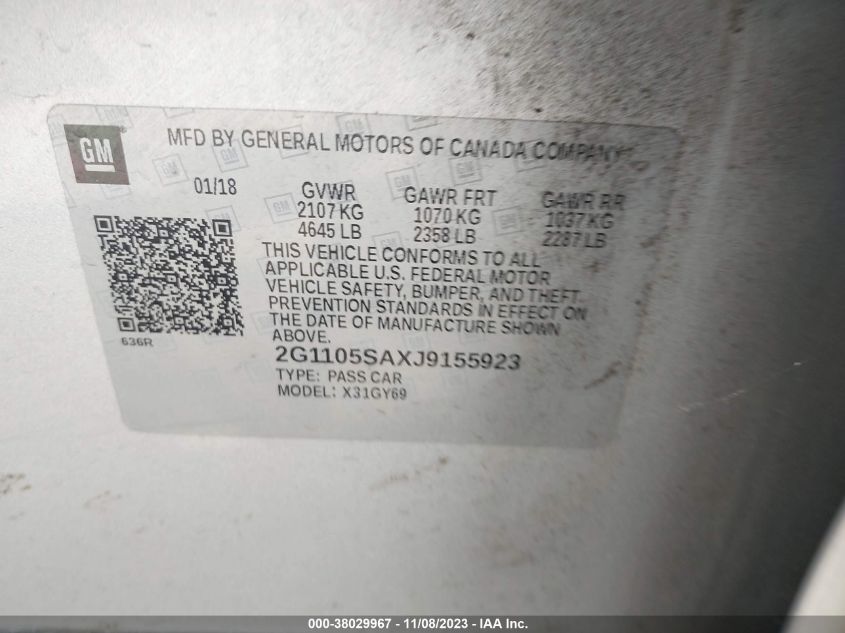 GM
MFD BY GENERAL MOTORS OF CANADA COMPANY
01/18
GVWR GAWR FRT GAWR RR
2107 KG 1070 KG 1037 KG
4645 LB 2358 LB 2287 LB
THIS VEHICLE CONFORMS TO ALL
APPLICABLE U.S. FEDERAL MOTOR
VEHICLE SAFETY, BUMPER, AND THEFT
PREVENTION STANDARDS IN EFFECT ON
THE DATE OF MANUFACTURE SHOWN
ABOVE.
636R
2G1105SAXJ9155923
TYPE: PASS CAR
MODEL: X31GY69
000-38029967 - 11/08/2023 - IAA Inc.